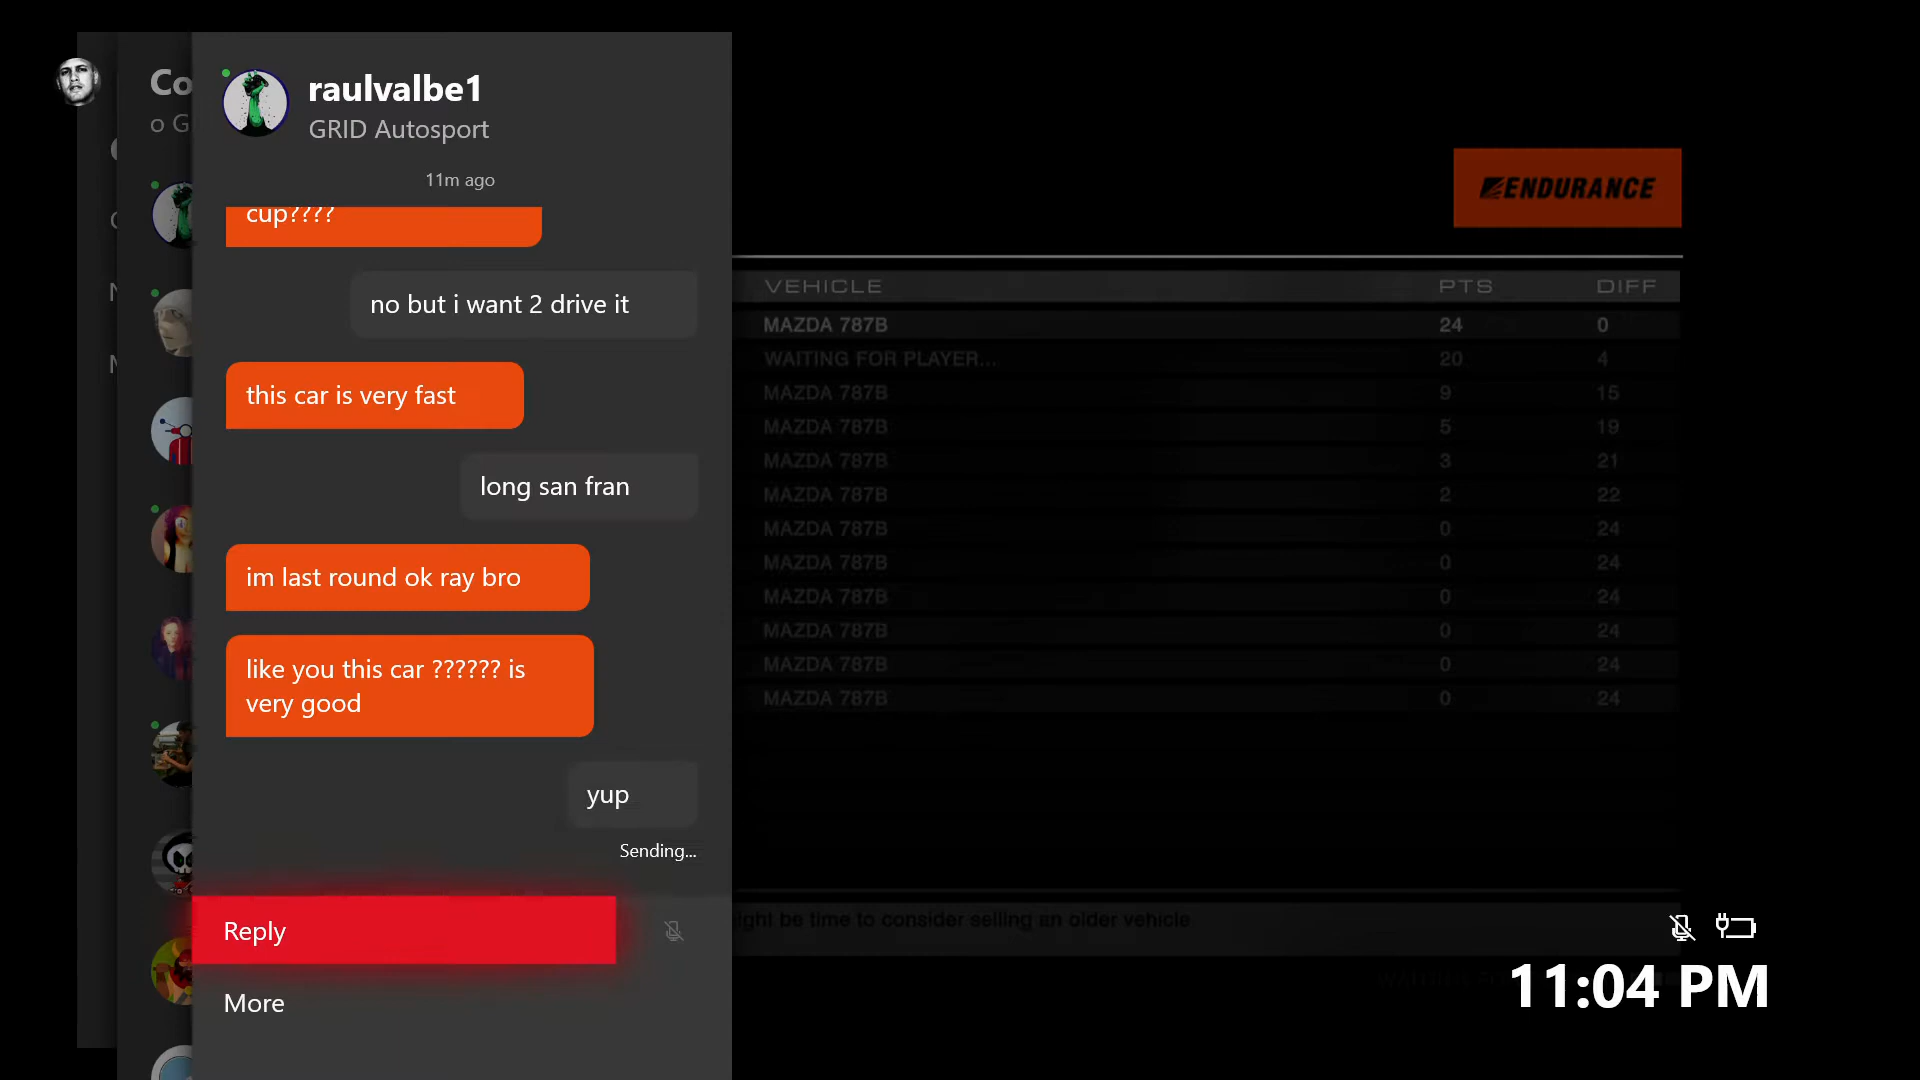 Co
o G
raulvalbe1
GRID Autosport
11m ago
cup????
no but i want 2 drive it
this car is very fast
long san fran
im last round ok ray bro
like you this car ?????? is
very good
yup
Sending...
Reply
More
ENDURANCE
VEHICLE PTS DIFF
MAZDA 787B 24 0
WAITING FOR PLAYER... 20 4
MAZDA 787B 9 15
MAZDA 787B 5 19
MAZDA 787B 3 21
MAZDA 787B 2 22
MAZDA 787B 0 24
MAZDA 787B 0 24
MAZDA 787B 0 24
MAZDA 787B 0 24
MAZDA 787B 0 24
MAZDA 787B 0 24
ight be time to consider selling an older vehicle
11:04 PM